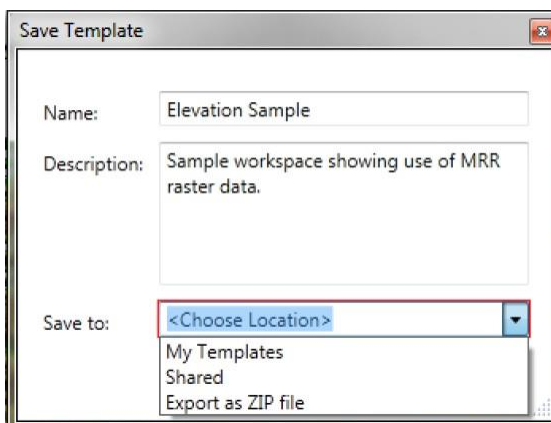 Save Template
Name:
Elevation Sample
Description:
Sample workspace showing use of MRR
raster data.
Save to:
<Choose Location>
My Templates
Shared
Export as ZIP file